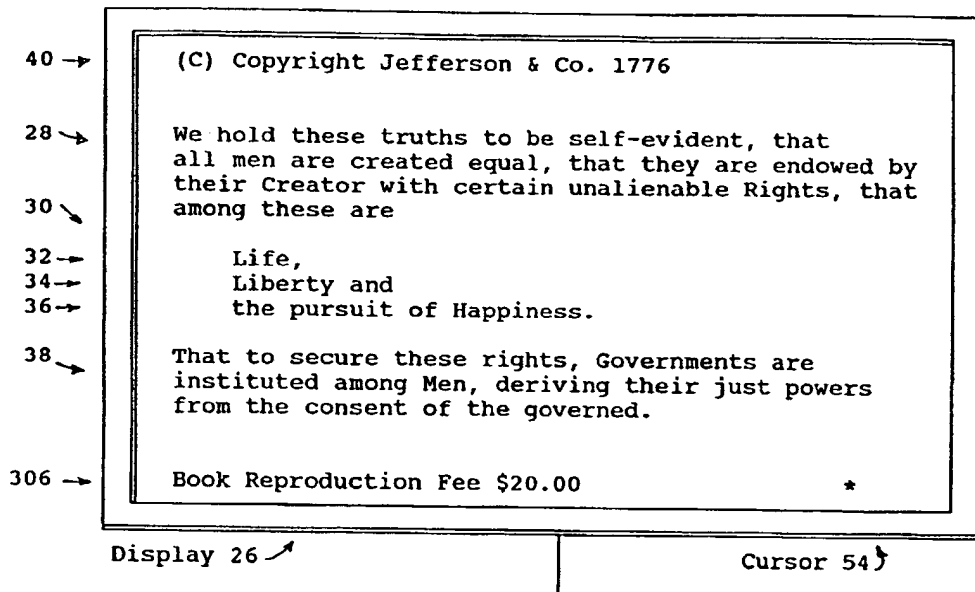 40 (C) Copyright Jefferson & Co. 1776
28 We hold these truths to be self-evident, that
all men are created equal, that they are endowed by
their Creator with certain unalienable Rights, that
30 among these are
32 Life,
34 Liberty and
36 the pursuit of Happiness.
38 That to secure these rights, Governments are
instituted among Men, deriving their just powers
from the consent of the governed.
306 Book Reproduction Fee $20.00 *
Display 26 Cursor 54